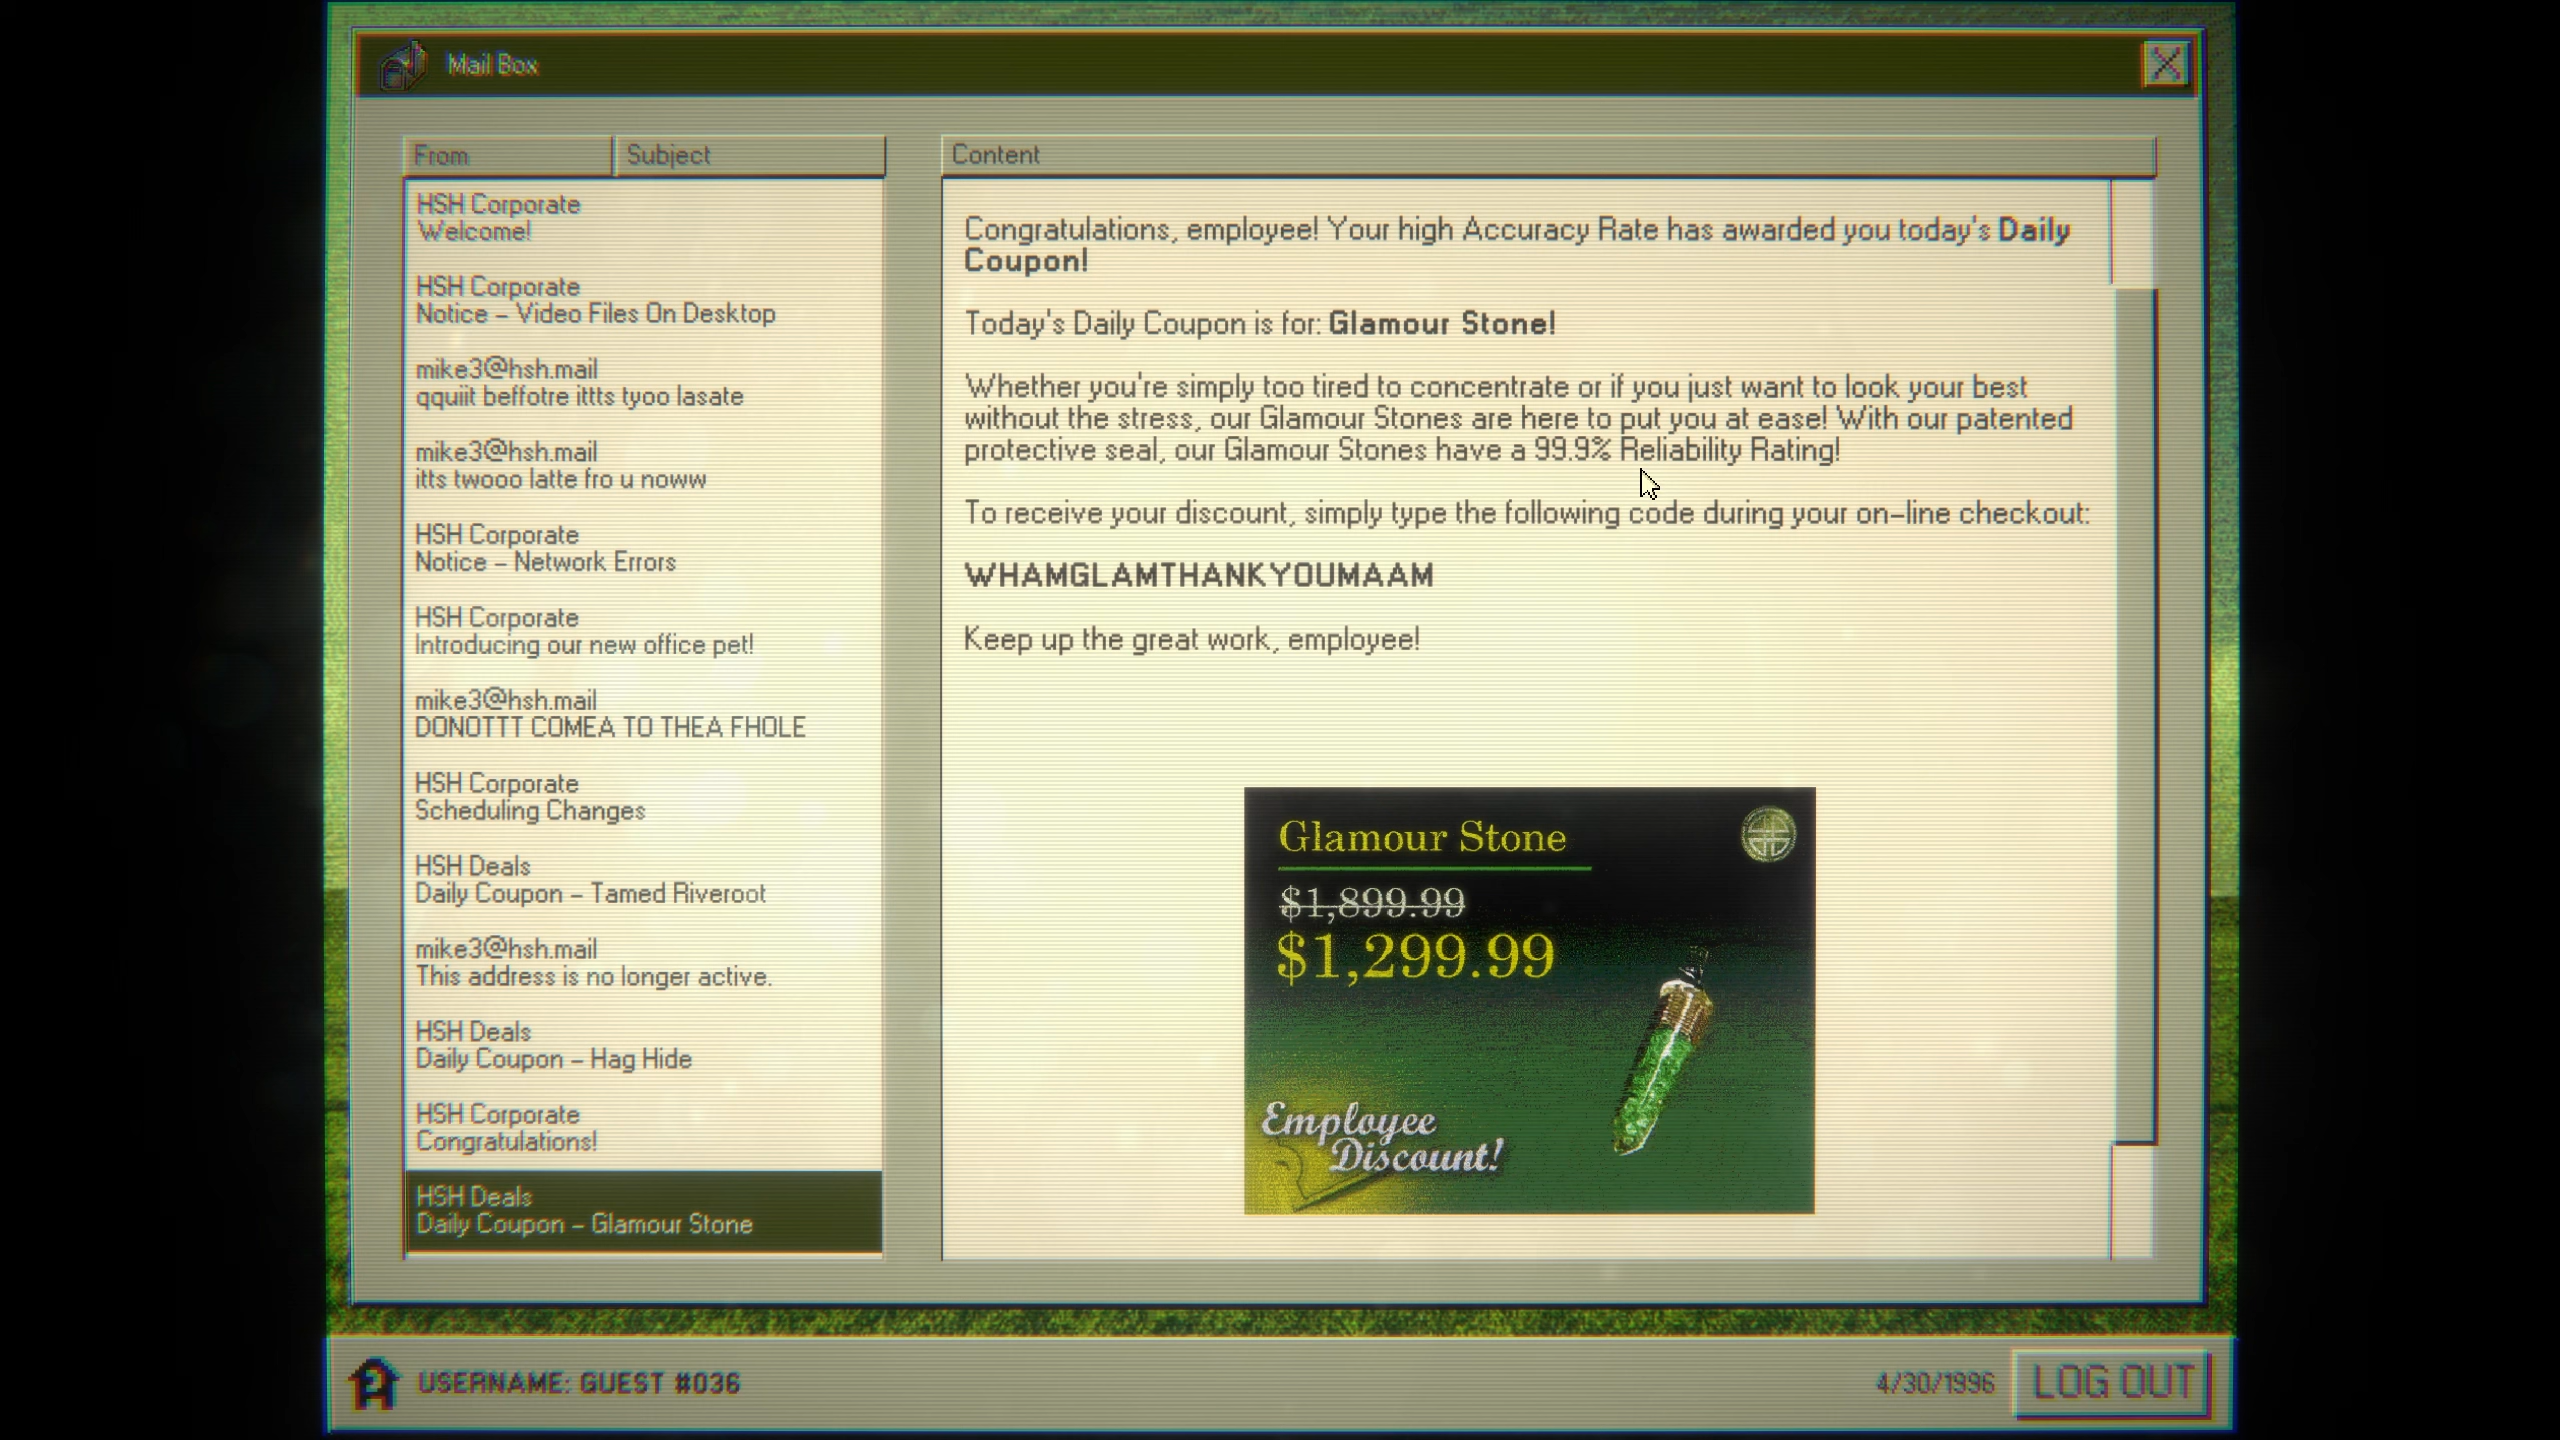 Mail Box
From
Subject
HSH Corporate
Welcome!
HSH Corporate
Notice – Video Files On Desktop
mike3@hsh.mail
qquiit beffotre ittts tyoo lasate
mike3@hsh.mail
itts twooo latte fro u noww
HSH Corporate
Notice – Network Errors
HSH Corporate
Introducing our new office pet!
mike3@hsh.mail
DONOTTT COMEA TO THEA FHOLE
HSH Corporate
Scheduling Changes
HSH Deals
Daily Coupon – Tamed Riveroot
mike3@hsh.mail
This address is no longer active.
HSH Deals
Daily Coupon – Hag Hide
HSH Corporate
Congratulations!
HSH Deals
Daily Coupon – Glamour Stone
Content
Congratulations, employee! Your high Accuracy Rate has awarded you today's Daily
Coupon!
Today's Daily Coupon is for: Glamour Stone!
Whether you're simply too tired to concentrate or if you just want to look your best
without the stress, our Glamour Stones are here to put you at ease! With our patented
protective seal, our Glamour Stones have a 99.9% Reliability Rating!
To receive your discount, simply type the following code during your on-line checkout:
WHAMGLAMTHANKYOUMAAM
Keep up the great work, employee!
Glamour Stone
$1,899.99
$1,299.99
Employee
Discount!
USERNAME: GUEST #036
4/30/1996
LOG OUT